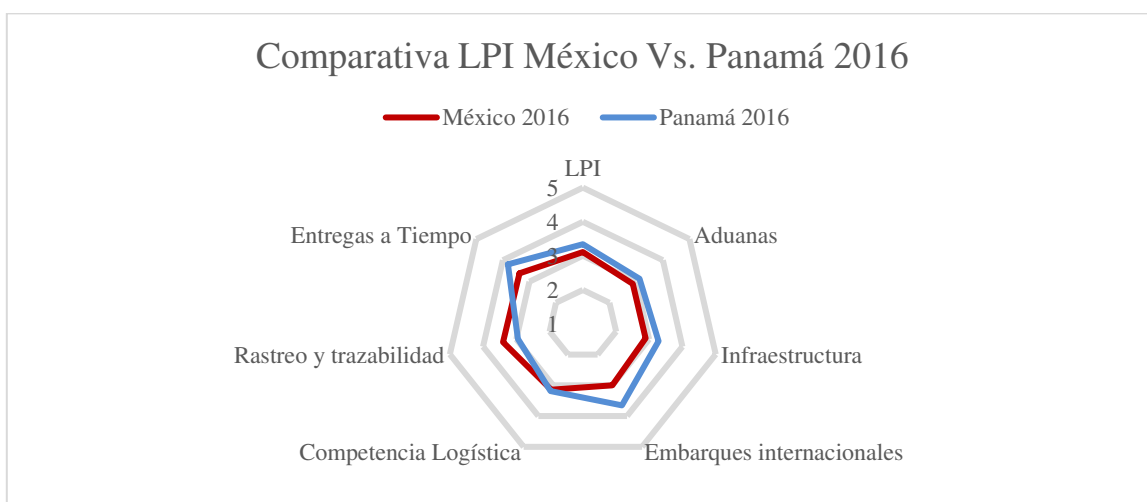 Comparativa LPI México Vs. Panamá 2016
México 2016
Panamá 2016
LPI
5
4
3
2
1
Aduanas
Infraestructura
Embarques internacionales
Competencia Logística
Rastreo y trazabilidad
Entregas a Tiempo